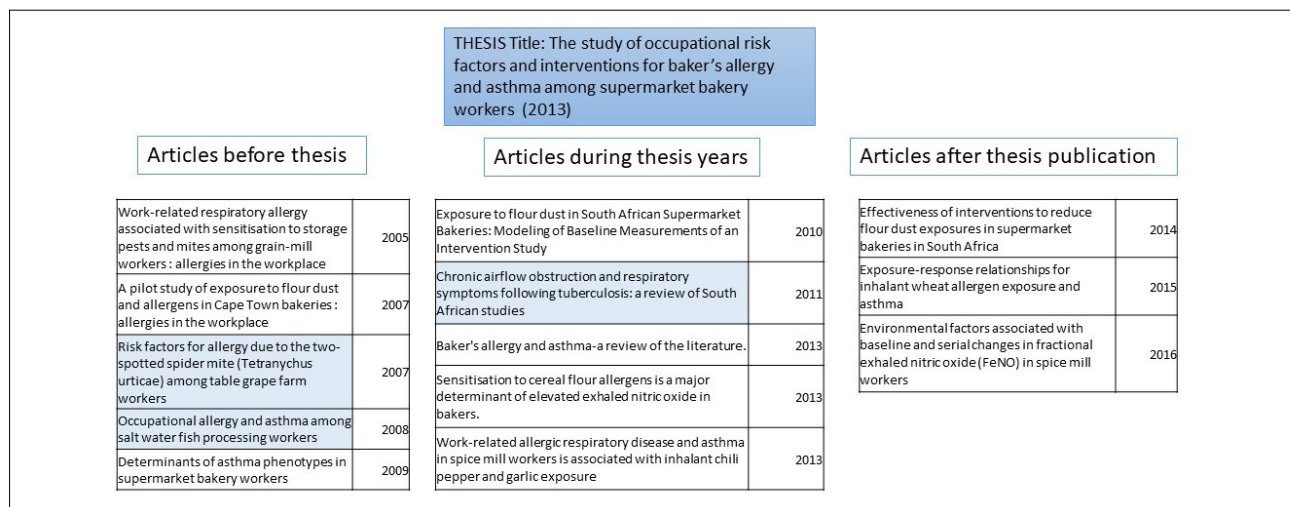 THESIS Title: The study of occupational risk
factors and interventions for baker's allergy
and asthma among supermarket bakery
workers (2013)
Articles before thesis
Work-related respiratory allergy
associated with sensitisation to storage
pests and mites among grain-mill
workers : allergies in the workplace
2005
A pilot study of exposure to flour dust
and allergens in Cape Town bakeries :
allergies in the workplace
2007
Risk factors for allergy due to the two-
spotted spider mite (Tetranychus
urticae) among table grape farm
workers
2007
Occupational allergy and asthma among
salt water fish processing workers
2008
Determinants of asthma phenotypes in
supermarket bakery workers
2009
Articles during thesis years
Exposure to flour dust in South African Supermarket
Bakeries: Modeling of Baseline Measurements of an
Intervention Study
2010
Chronic airflow obstruction and respiratory
symptoms following tuberculosis: a review of South
African studies
2011
Baker's allergy and asthma-a review of the literature.
2013
Sensitisation to cereal flour allergens is a major
determinant of elevated exhaled nitric oxide in
bakers.
2013
Work-related allergic respiratory disease and asthma
in spice mill workers is associated with inhalant chili
pepper and garlic exposure
2013
Articles after thesis publication
Effectiveness of interventions to reduce
flour dust exposures in supermarket
bakeries in South Africa
2014
Exposure-response relationships for
inhalant wheat allergen exposure and
asthma
2015
Environmental factors associated with
baseline and serial changes in fractional
exhaled nitric oxide (FeNO) in spice mill
workers
2016